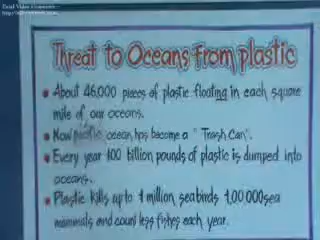 Threat to Oceans from plastic
About 46,000 pieces of plastic floating in each square
mile of our oceans.
Now pacific ocean has become a "Trash Can".
Every year 100 billion pounds of plastic is dumped into
oceans.
Plastic kills up to 1 million seabirds 1,00 000 sea
mammals and count less fishes each year.